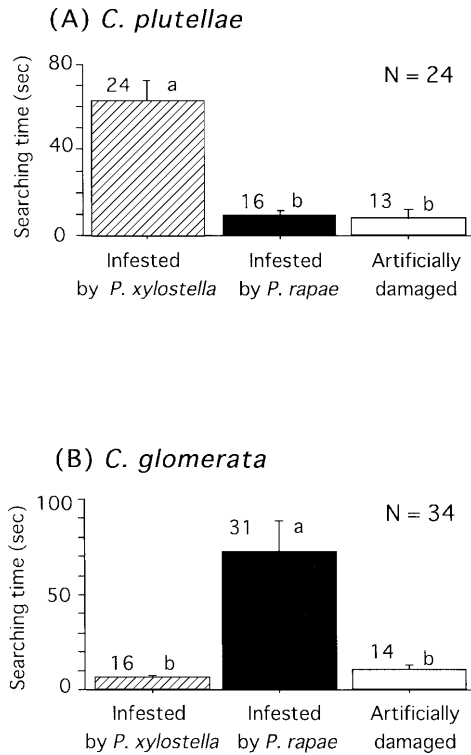 (A) C. plutellae
N = 24
Searching time (sec)
80
40
0
24 a
16 b
13 b
Infested by P. xylostella
Infested by P. rapae
Artificially damaged
(B) C. glomerata
N = 34
Searching time (sec)
100
50
0
16 b
31 a
14 b
Infested by P. xylostella
Infested by P. rapae
Artificially damaged